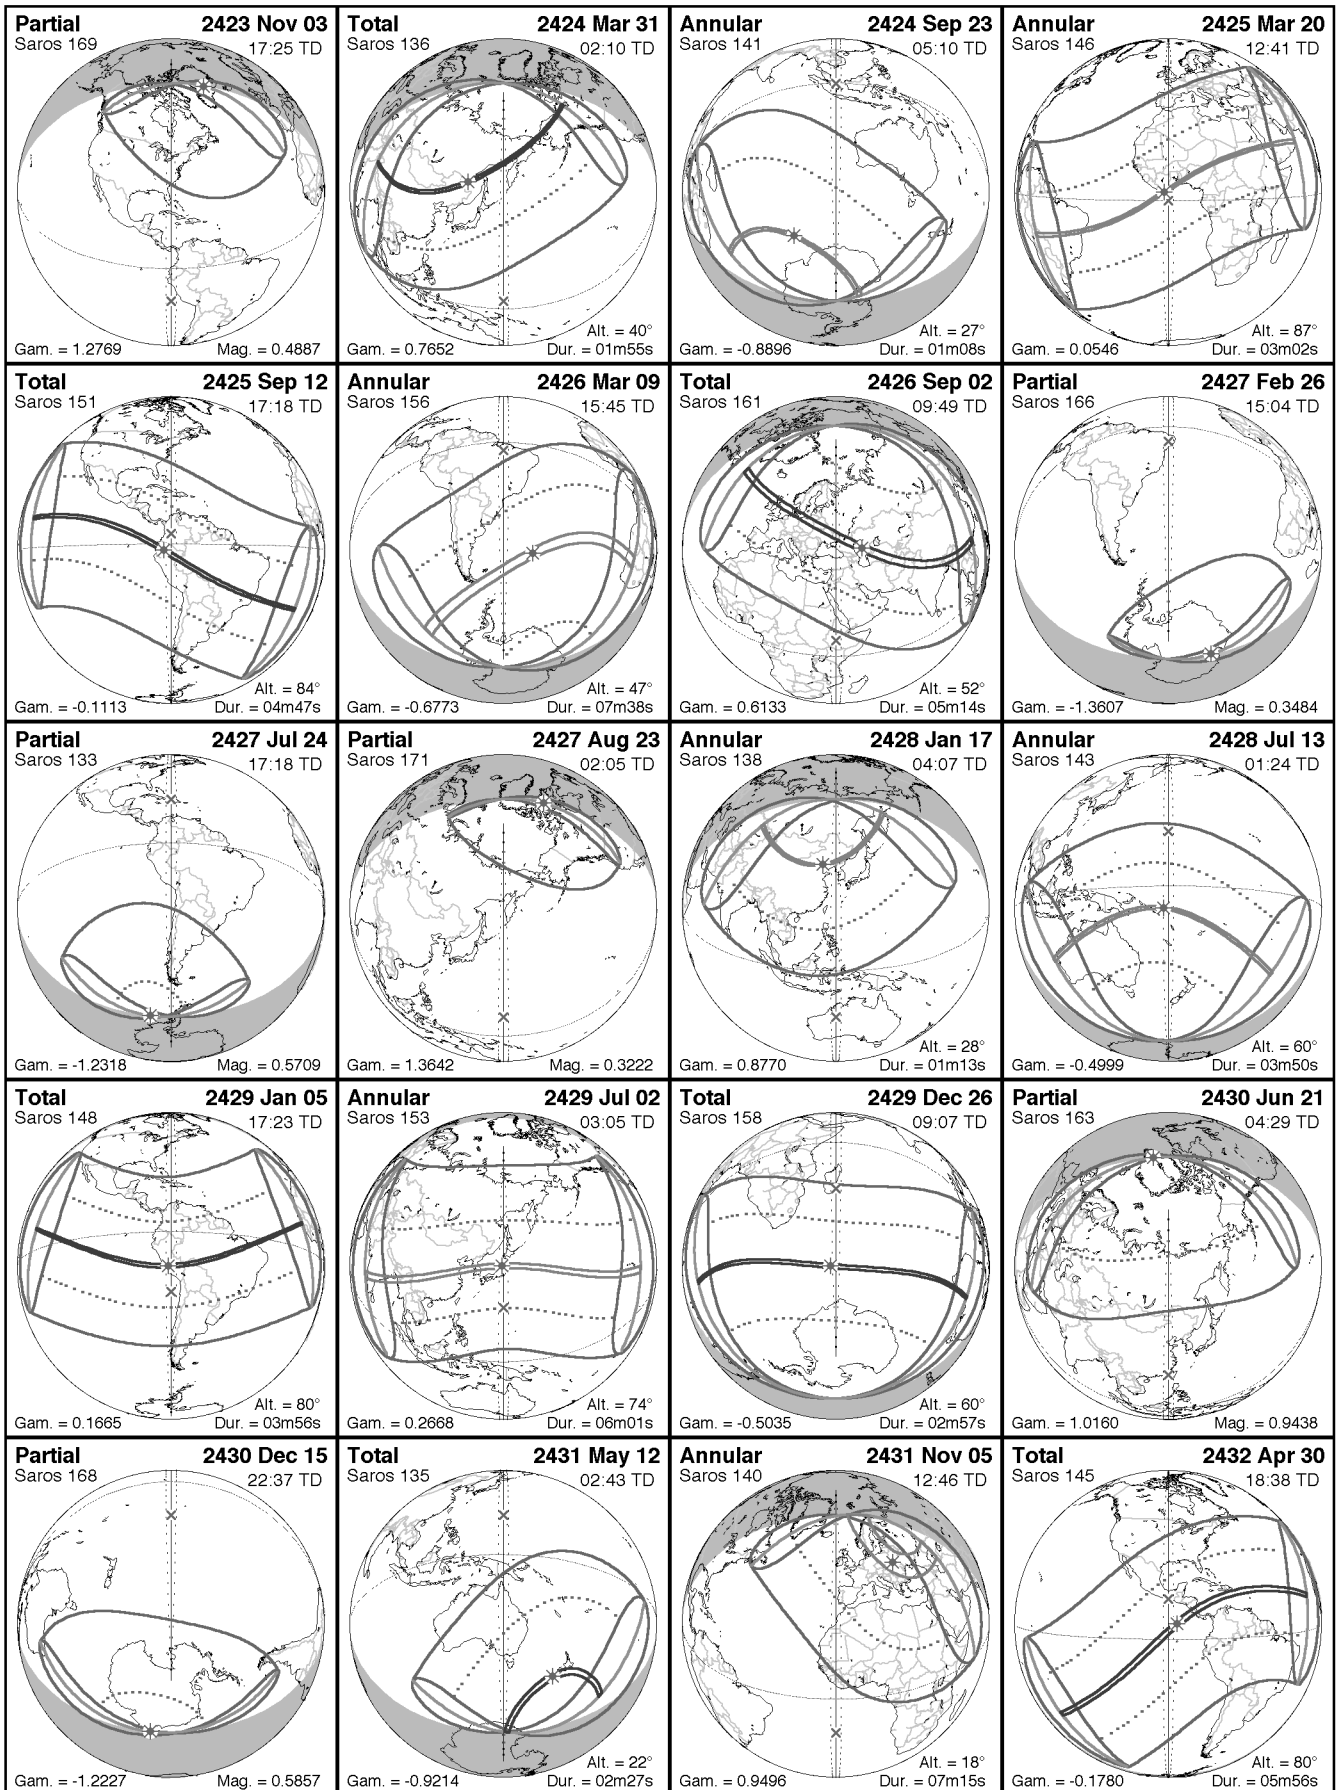 Partial 2423 Nov 03
Saros 169 17:25 TD
Gam. = 1.2769 Mag. = 0.4887
Total 2424 Mar 31
Saros 136 02:10 TD
Alt. = 40°
Gam. = 0.7652 Dur. = 01m55s
Annular 2424 Sep 23
Saros 141 05:10 TD
Alt. = 27°
Gam. = -0.8896 Dur. = 01m08s
Annular 2425 Mar 20
Saros 146 12:41 TD
Alt. = 87°
Gam. = 0.0546 Dur. = 03m02s
Total 2425 Sep 12
Saros 151 17:18 TD
Alt. = 84°
Gam. = -0.1113 Dur. = 04m47s
Annular 2426 Mar 09
Saros 156 15:45 TD
Alt. = 47°
Gam. = -0.6773 Dur. = 07m38s
Total 2426 Sep 02
Saros 161 09:49 TD
Alt. = 52°
Gam. = 0.6133 Dur. = 05m14s
Partial 2427 Feb 26
Saros 166 15:04 TD
Gam. = -1.3607 Mag. = 0.3484
Partial 2427 Jul 24
Saros 133 17:18 TD
Gam. = -1.2318 Mag. = 0.5709
Partial 2427 Aug 23
Saros 171 02:05 TD
Gam. = 1.3642 Mag. = 0.3222
Annular 2428 Jan 17
Saros 138 04:07 TD
Alt. = 28°
Gam. = 0.8770 Dur. = 01m13s
Annular 2428 Jul 13
Saros 143 01:24 TD
Alt. = 60°
Gam. = -0.4999 Dur. = 03m50s
Total 2429 Jan 05
Saros 148 17:23 TD
Alt. = 80°
Gam. = 0.1665 Dur. = 03m56s
Annular 2429 Jul 02
Saros 153 03:05 TD
Alt. = 74°
Gam. = 0.2668 Dur. = 06m01s
Total 2429 Dec 26
Saros 158 09:07 TD
Alt. = 60°
Gam. = -0.5035 Dur. = 02m57s
Partial 2430 Jun 21
Saros 163 04:29 TD
Gam. = 1.0160 Mag. = 0.9438
Partial 2430 Dec 15
Saros 168 22:37 TD
Gam. = -1.2227 Mag. = 0.5857
Total 2431 May 12
Saros 135 02:43 TD
Alt. = 22°
Gam. = -0.9214 Dur. = 02m27s
Annular 2431 Nov 05
Saros 140 12:46 TD
Alt. = 18°
Gam. = 0.9496 Dur. = 07m15s
Total 2432 Apr 30
Saros 145 18:38 TD
Alt. = 80°
Gam. = -0.1780 Dur. = 05m56s